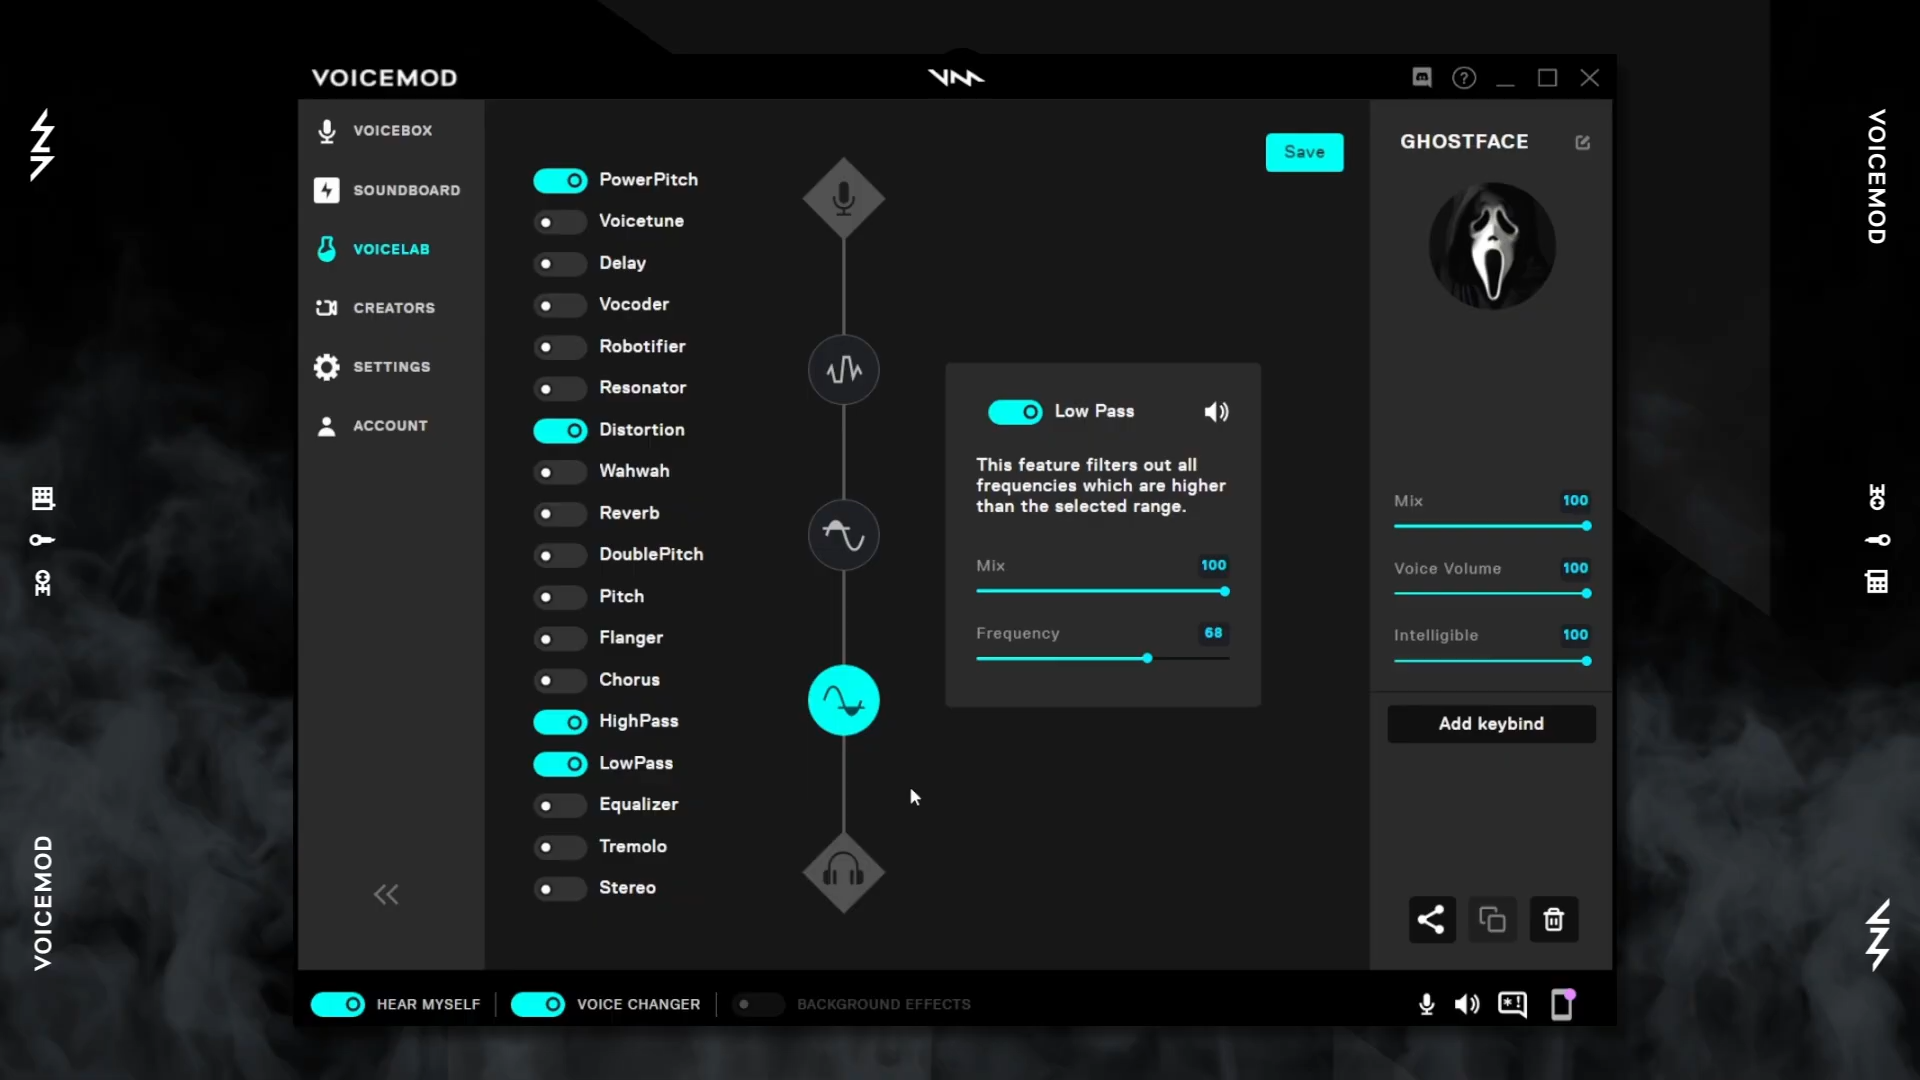 VOICEMOD
VOICEBOX
SOUNDBOARD
VOICELAB
CREATORS
SETTINGS
ACCOUNT
PowerPitch
Voicetune
Delay
Vocoder
Robotifier
Resonator
Distortion
Wahwah
Reverb
DoublePitch
Pitch
Flanger
Chorus
HighPass
LowPass
Equalizer
Tremolo
Stereo
Save
Low Pass
This feature filters out all
frequencies which are higher
than the selected range.
Mix 100
Frequency 68
GHOSTFACE
Mix 100
Voice Volume 100
Intelligible 100
Add keybind
HEAR MYSELF
VOICE CHANGER
BACKGROUND EFFECTS
VOICEMOD
VOICEMOD